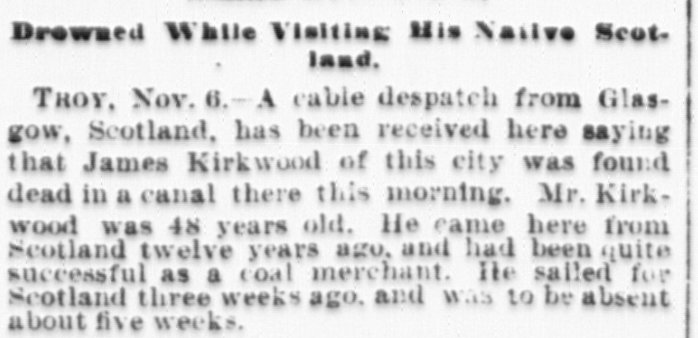 Drowned While Visiting His Native Scot-
land.
TROY, Nov. 6.—A cable despatch from Glas-
gow, Scotland, has been received here saying
that James Kirkwood of this city was found
dead in a canal there this morning. Mr. Kirk-
wood was 48 years old. He came here from
Scotland twelve years ago, and had been quite
successful as a coal merchant. He sailed for
Scotland three weeks ago, and was to be absent
about five weeks.